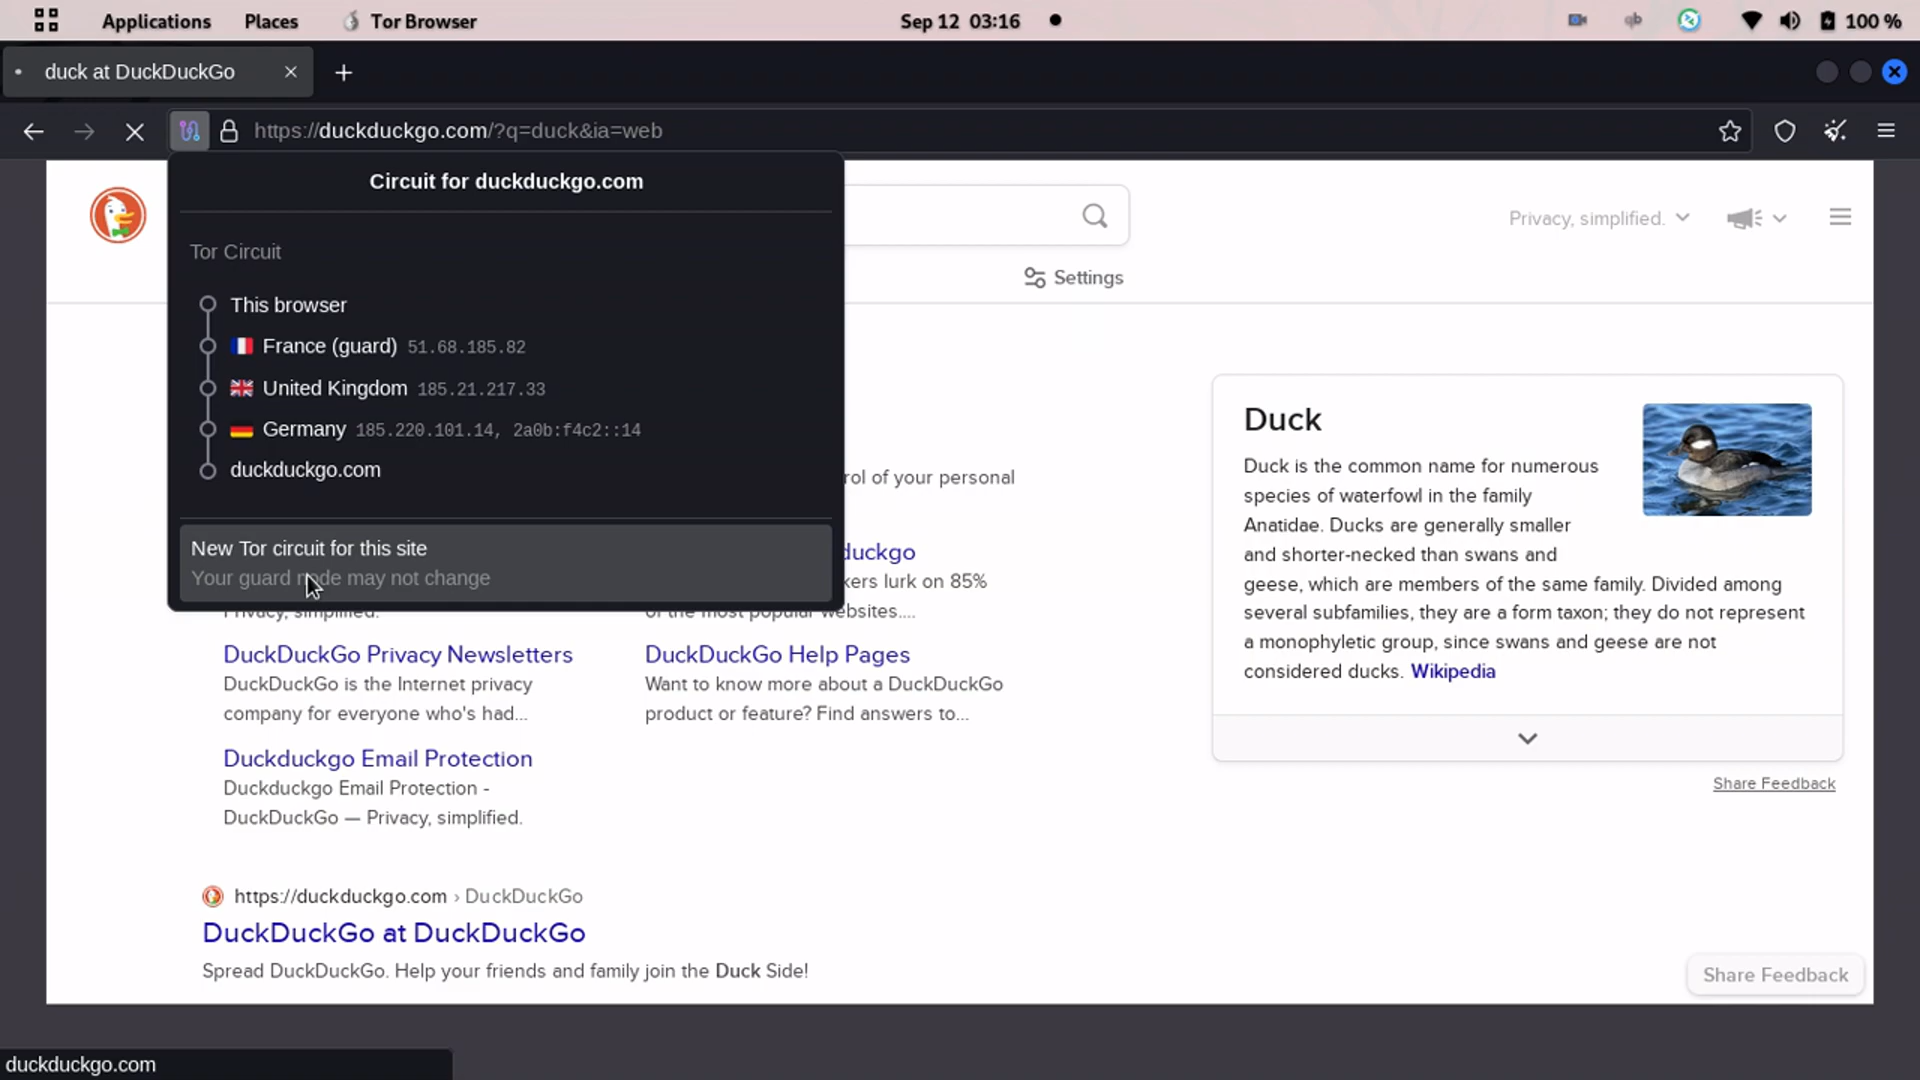 Applications Places Tor Browser Sep 12 03:16 qb 100 %
duck at DuckDuckGo
https://duckduckgo.com/?q=duck&ia=web
Circuit for duckduckgo.com
Privacy, simplified.
Tor Circuit
Settings
This browser
France (guard) 51.68.185.82
United Kingdom 185.21.217.33
Germany 185.220.101.14, 2a0b:f4c2::14
duckduckgo.com
New Tor circuit for this site
Your guard node may not change
rol of your personal
duckgo
kers lurk on 85%
Privacy, simplified.
of the most popular websites....
DuckDuckGo Privacy Newsletters
DuckDuckGo is the Internet privacy
company for everyone who's had...
DuckDuckGo Help Pages
Want to know more about a DuckDuckGo
product or feature? Find answers to...
Duckduckgo Email Protection
Duckduckgo Email Protection -
DuckDuckGo — Privacy, simplified.
https://duckduckgo.com › DuckDuckGo
DuckDuckGo at DuckDuckGo
Spread DuckDuckGo. Help your friends and family join the Duck Side!
Duck
Duck is the common name for numerous
species of waterfowl in the family
Anatidae. Ducks are generally smaller
and shorter-necked than swans and
geese, which are members of the same family. Divided among
several subfamilies, they are a form taxon; they do not represent
a monophyletic group, since swans and geese are not
considered ducks. Wikipedia
Share Feedback
Share Feedback
duckduckgo.com